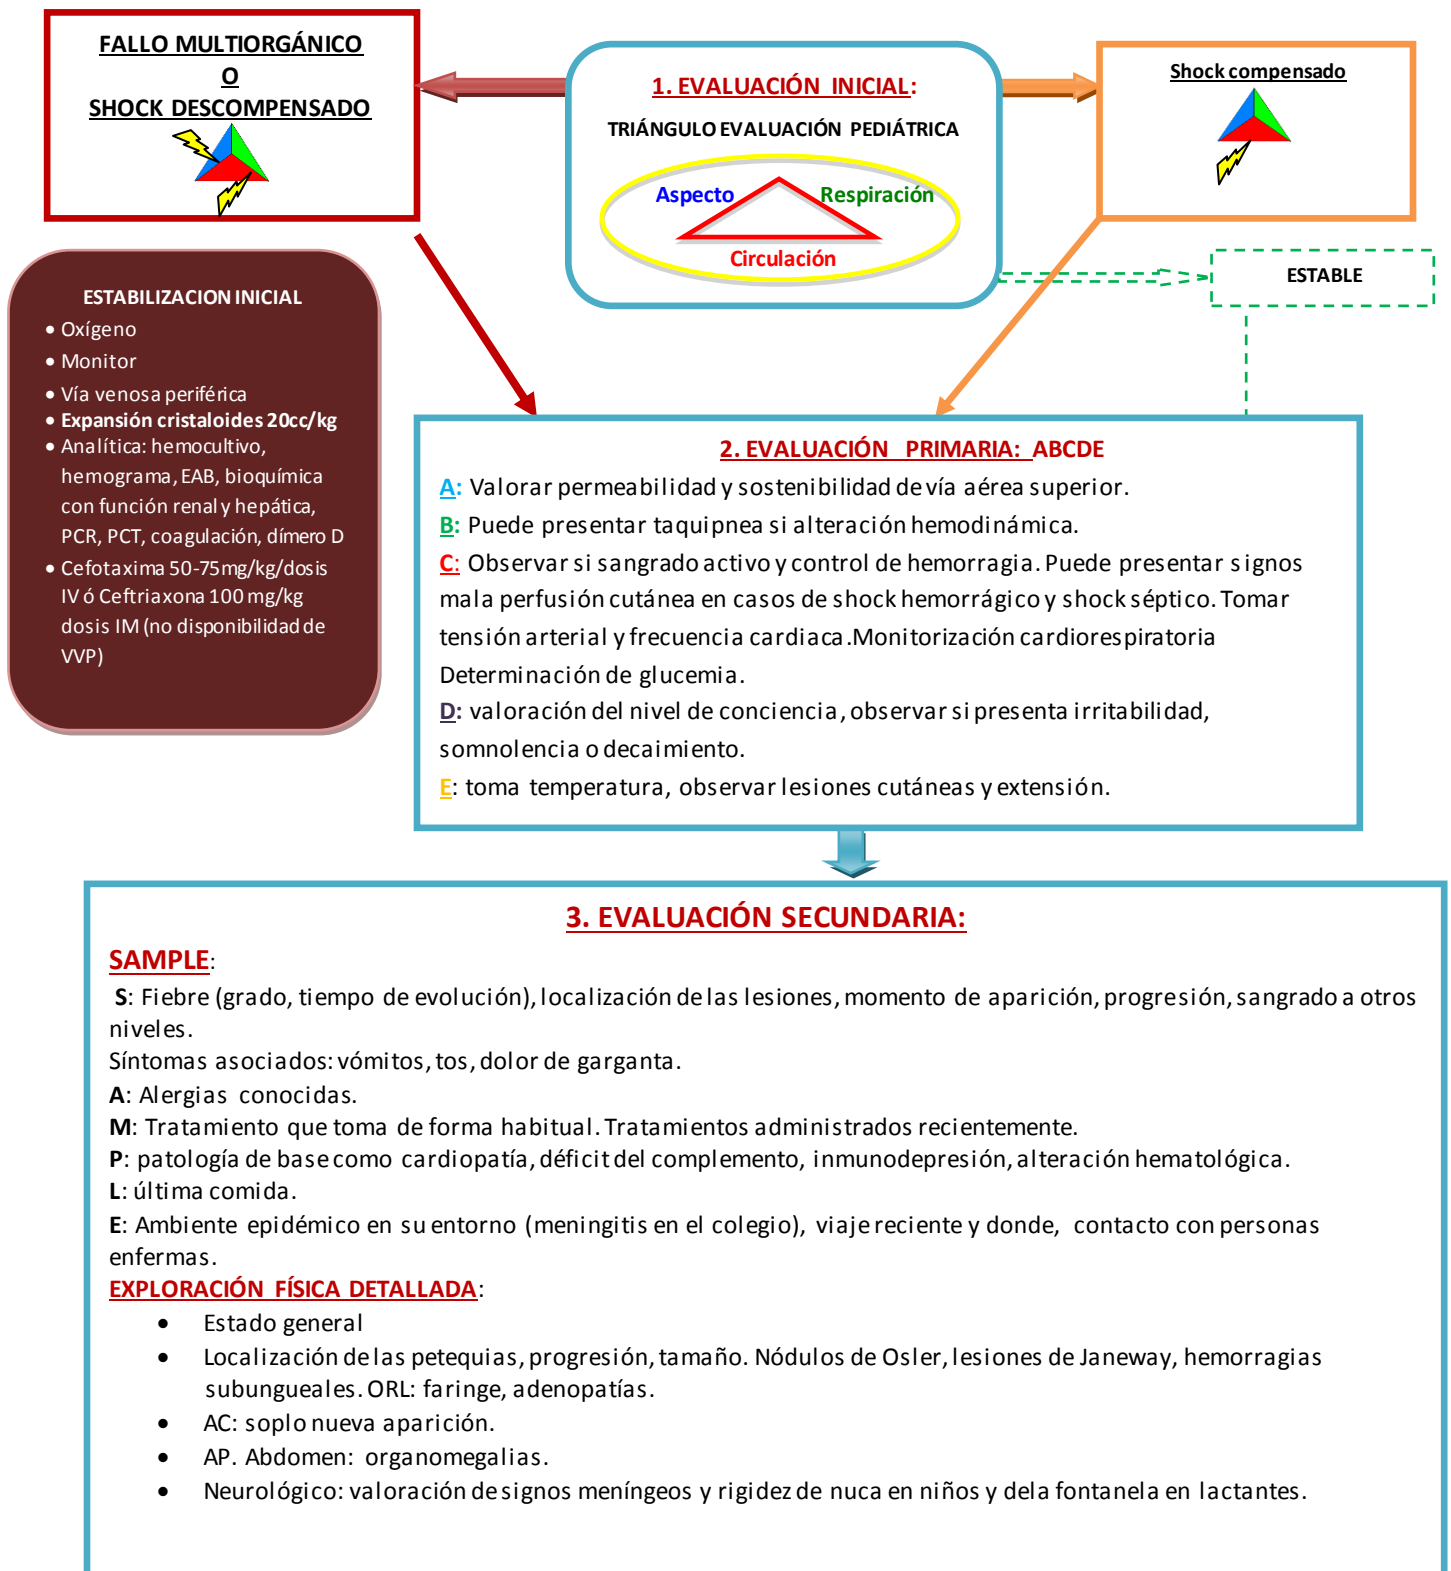 FALLO MULTIORGÁNICO
O
SHOCK DESCOMPENSADO
1. EVALUACIÓN INICIAL:
TRIÁNGULO EVALUACIÓN PEDIÁTRICA
Aspecto
Respiración
Circulación
Shock compensado
ESTABLE
ESTABILIZACION INICIAL
• Oxígeno
• Monitor
• Vía venosa periférica
• Expansión cristaloides 20cc/kg
• Analítica: hemocultivo,
hemograma, EAB, bioquímica
con función renal y hepática,
PCR, PCT, coagulación, dímero D
• Cefotaxima 50-75mg/kg/dosis
IV ó Ceftriaxona 100 mg/kg
dosis IM (no disponibilidad de
VVP)
2. EVALUACIÓN PRIMARIA: ABCDE
A: Valorar permeabilidad y sostenibilidad de vía aérea superior.
B: Puede presentar taquipnea si alteración hemodinámica.
C: Observar si sangrado activo y control de hemorragia. Puede presentar signos
mala perfusión cutánea en casos de shock hemorrágico y shock séptico. Tomar
tensión arterial y frecuencia cardiaca.Monitorización cardiorespiratoria
Determinación de glucemia.
D: valoración del nivel de conciencia, observar si presenta irritabilidad,
somnolencia o decaimiento.
E: toma temperatura, observar lesiones cutáneas y extensión.
3. EVALUACIÓN SECUNDARIA:
SAMPLE:
S: Fiebre (grado, tiempo de evolución), localización de las lesiones, momento de aparición, progresión, sangrado a otros
niveles.
Síntomas asociados: vómitos, tos, dolor de garganta.
A: Alergias conocidas.
M: Tratamiento que toma de forma habitual. Tratamientos administrados recientemente.
P: patología de base como cardiopatía, déficit del complemento, inmunodepresión, alteración hematológica.
L: última comida.
E: Ambiente epidémico en su entorno (meningitis en el colegio), viaje reciente y donde, contacto con personas
enfermas.
EXPLORACIÓN FÍSICA DETALLADA:
• Estado general
• Localización de las petequias, progresión, tamaño. Nódulos de Osler, lesiones de Janeway, hemorragias
subungueales. ORL: faringe, adenopatías.
• AC: soplo nueva aparición.
• AP. Abdomen: organomegalias.
• Neurológico: valoración de signos meníngeos y rigidez de nuca en niños y dela fontanela en lactantes.